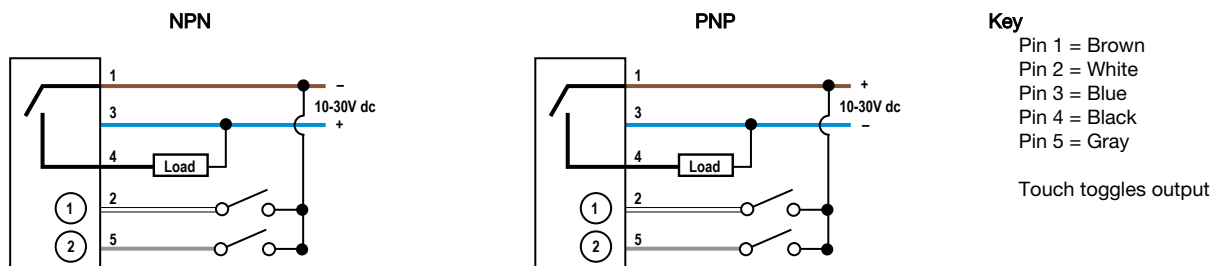 NPN
1
–
10-30V dc
3
+
4
Load
1
2
2
5
PNP
1
+
10-30V dc
3
–
4
Load
1
2
2
5
Key
Pin 1 = Brown
Pin 2 = White
Pin 3 = Blue
Pin 4 = Black
Pin 5 = Gray
Touch toggles output